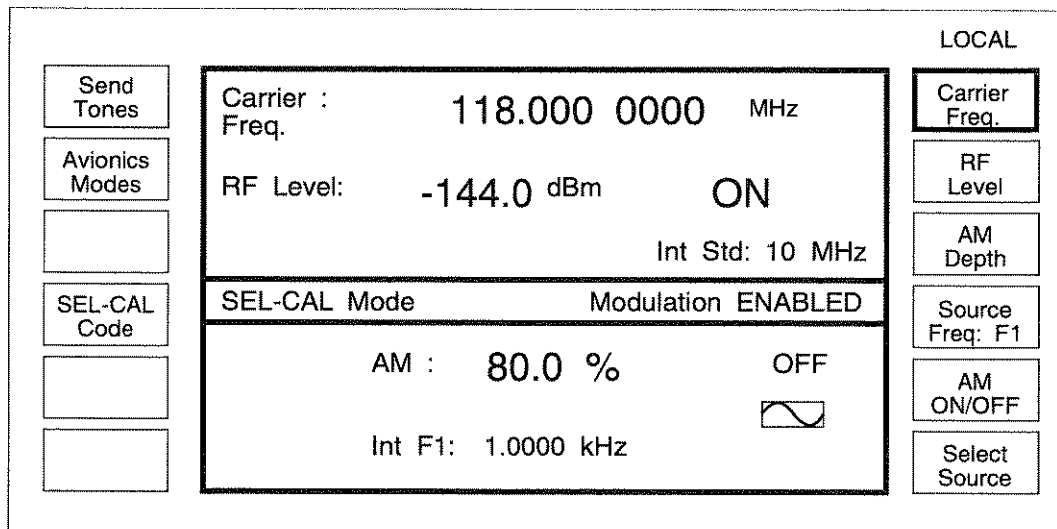 LOCAL
Send
Tones
Avionics
Modes
SEL-CAL
Code
Carrier :
Freq.
118.000 0000 MHz
RF Level: -144.0 dBm ON
Int Std: 10 MHz
SEL-CAL Mode Modulation ENABLED
AM : 80.0 % OFF
Int F1: 1.0000 kHz
Carrier
Freq.
RF
Level
AM
Depth
Source
Freq: F1
AM
ON/OFF
Select
Source